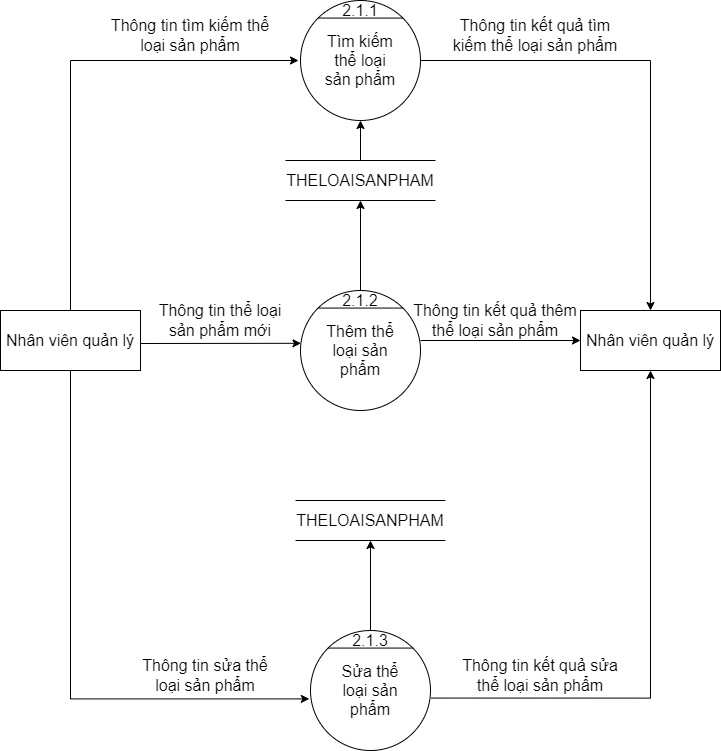 Thông tin tìm kiếm thể
loại sản phẩm
2.1.1
Tìm kiếm
thể loại
sản phẩm
Thông tin kết quả tìm
kiếm thể loại sản phẩm
THELOAISANPHAM
Nhân viên quản lý
Thông tin thể loại
sản phẩm mới
2.1.2
Thêm thể
loại sản
phẩm
Thông tin kết quả thêm
thể loại sản phẩm
Nhân viên quản lý
THELOAISANPHAM
Thông tin sửa thể
loại sản phẩm
2.1.3
Sửa thể
loại sản
phẩm
Thông tin kết quả sửa
thể loại sản phẩm